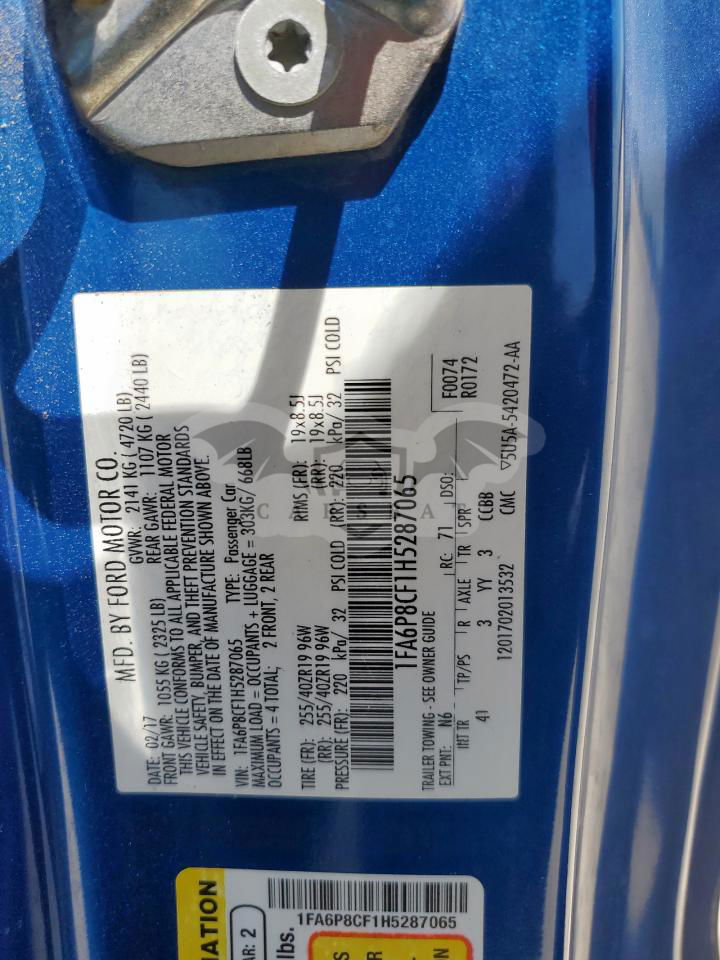 MFD. BY FORD MOTOR CO.
DATE: 02/17 GVWR: 2141 KG ( 4720 LB)
FRONT GAWR: 1055 KG ( 2325 LB) REAR GAWR: 1107 KG ( 2440 LB)
THIS VEHICLE CONFORMS TO ALL APPLICABLE FEDERAL MOTOR
VEHICLE SAFETY, BUMPER, AND THEFT PREVENTION STANDARDS
IN EFFECT ON THE DATE OF MANUFACTURE SHOWN ABOVE.
VIN: 1FA6P8CF1H5287065 TYPE: Passenger Car
MAXIMUM LOAD = OCCUPANTS + LUGGAGE = 303KG/ 668LB
OCCUPANTS = 4 TOTAL; 2 FRONT, 2 REAR
TIRE (FR): 255/40ZR19 96W RIMS (FR): 19x8.5J
(RR): 255/40ZR19 96W (RR): 19x8.5J
PRESSURE (FR): 220 kPa/ 32 PSI COLD (RR): 220 kPa/ 32 PSI COLD
1FA6P8CF1H5287065
TRAILER TOWING - SEE OWNER GUIDE F0074
EXT PNT: N6 RC: 71 DSO: R0172
INT TR TP/PS R AXLE TR SPR
41 3 YY 3 CCBB
CMC
1201702013532 ▽5U5A-5420472-AA
NATION
AR: 2
lbs.
1FA6P8CF1H5287065